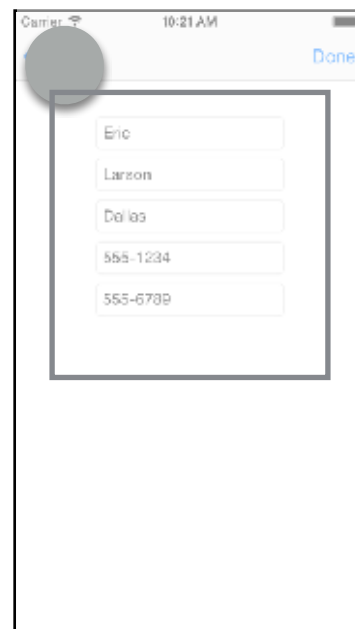 Carrier 10:21 AM
Done
Eric
Larson
Dallas
555-1234
555-6789